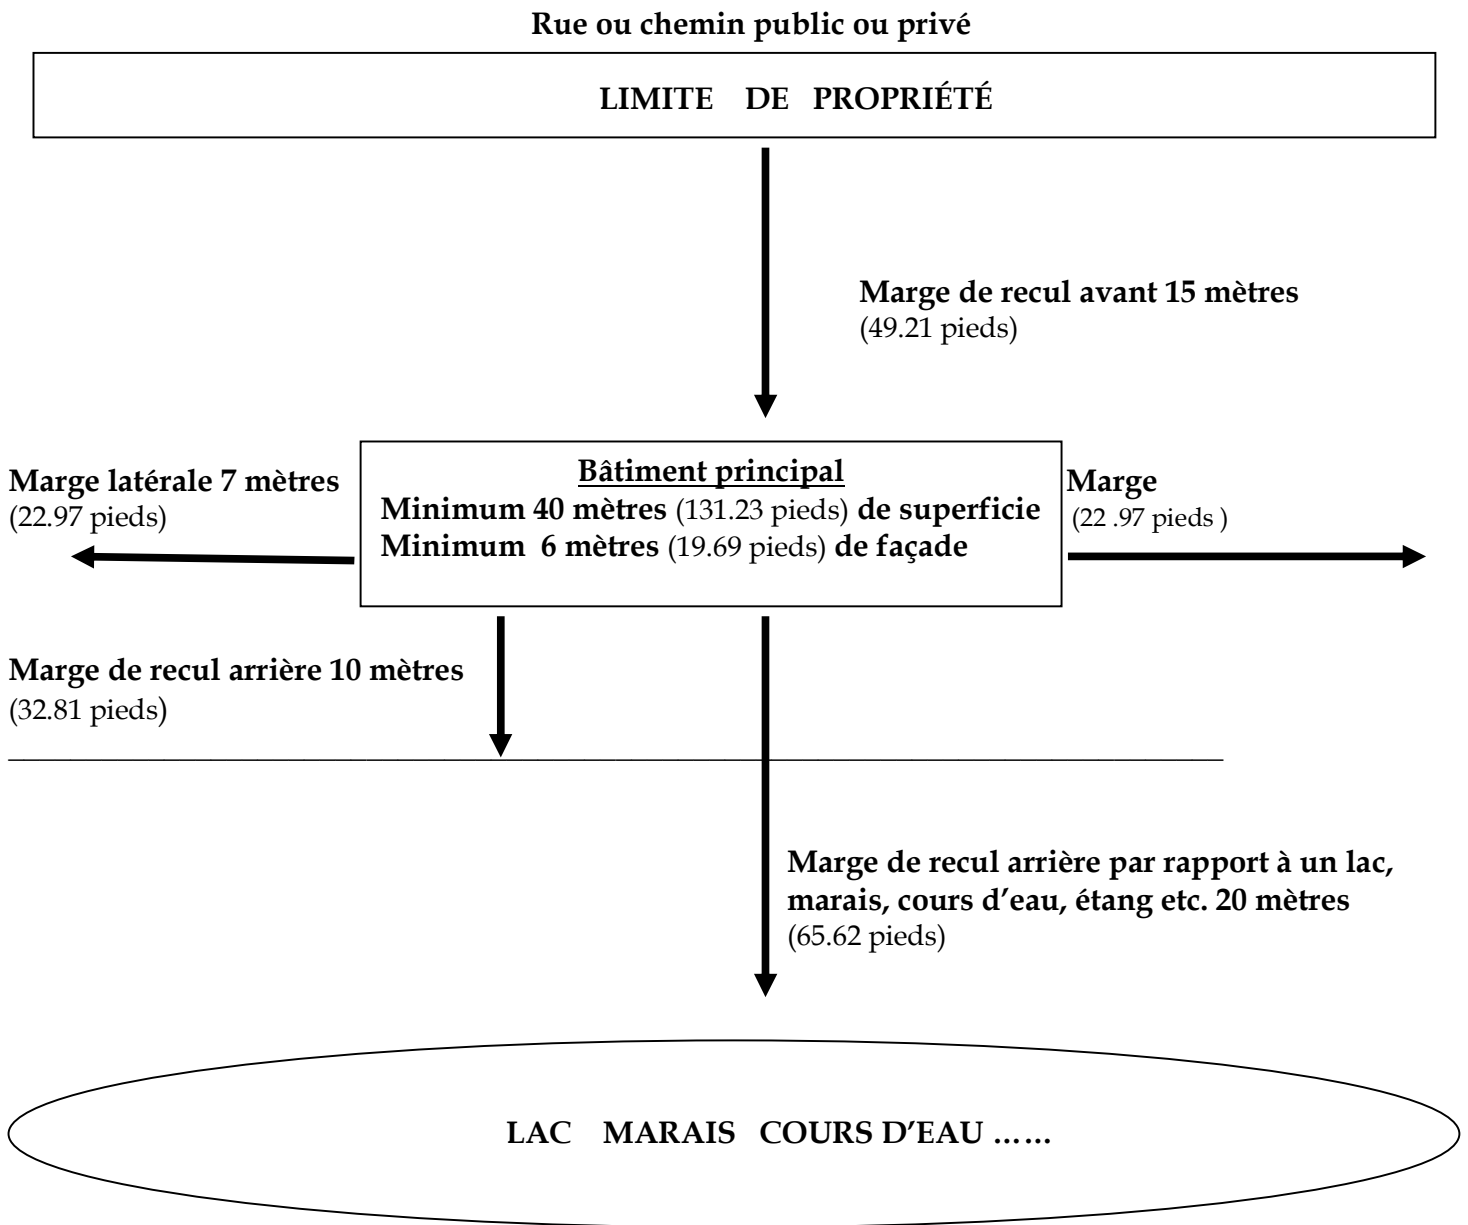 Rue ou chemin public ou privé
LIMITE DE PROPRIÉTÉ
Marge de recul avant 15 mètres
(49.21 pieds)
Marge latérale 7 mètres
(22.97 pieds)
Bâtiment principal
Minimum 40 mètres (131.23 pieds) de superficie
Minimum 6 mètres (19.69 pieds) de façade
Marge
(22 .97 pieds )
Marge de recul arrière 10 mètres
(32.81 pieds)
Marge de recul arrière par rapport à un lac,
marais, cours d’eau, étang etc. 20 mètres
(65.62 pieds)
LAC MARAIS COURS D’EAU ……